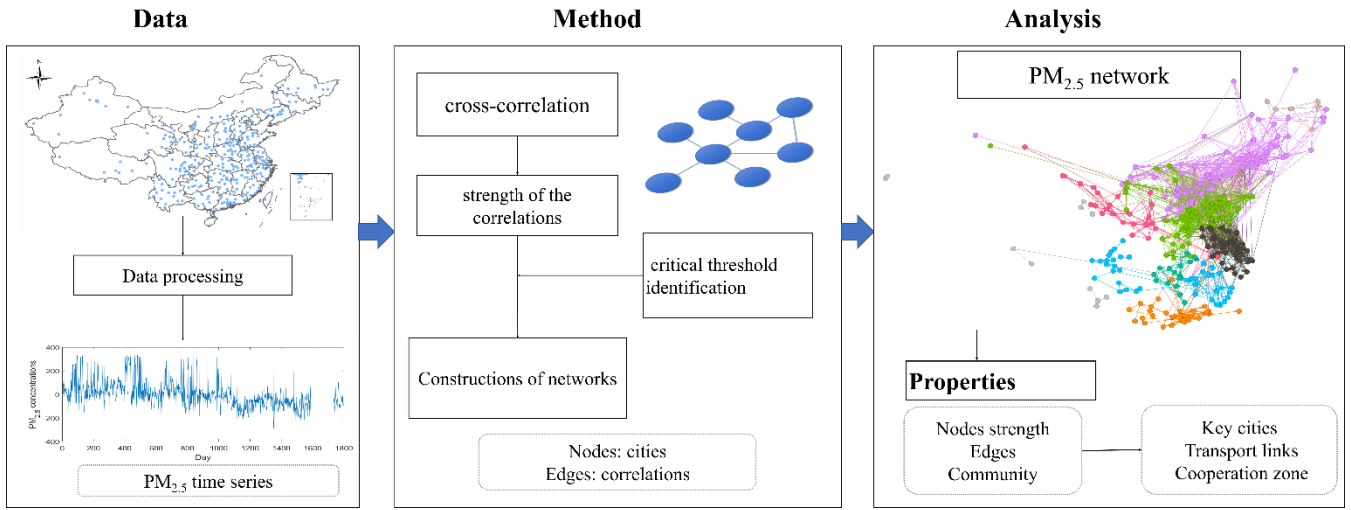 Data
N
Data processing
PM2.5 concentrations
400
200
0
200
400
0
200
400
600
800
1000
1200
1400
1600
1800
Day
PM2.5 time series
Method
cross-correlation
strength of the
correlations
critical threshold
identification
Constructions of networks
Nodes: cities
Edges: correlations
Analysis
PM2.5 network
Properties
Nodes strength
Edges
Community
Key cities
Transport links
Cooperation zone